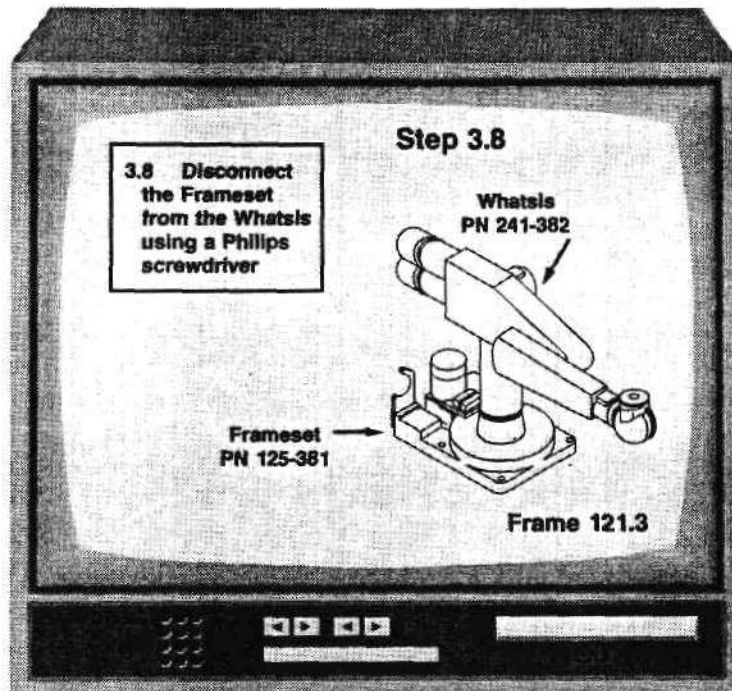 Step 3.8
3.8 Disconnect
the Frameset
from the Whatsis
using a Philips
screwdriver
Whatsis
PN 241-382
Frameset
PN 125-381
Frame 121.3